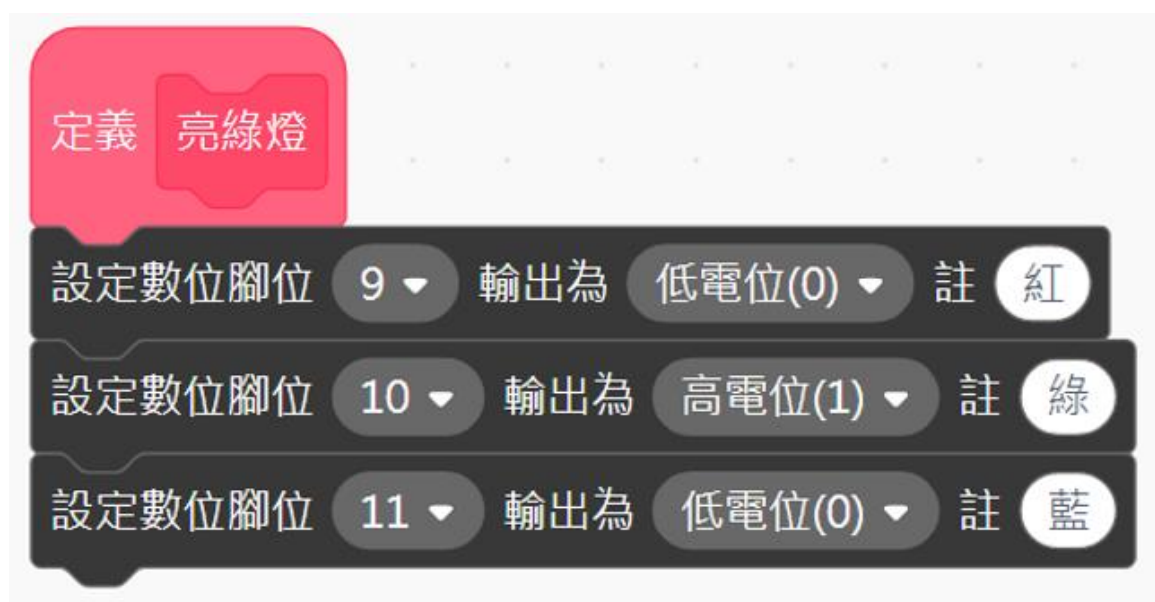 定義 亮綠燈
設定數位腳位 9 輸出為 低電位(0) 註 紅
設定數位腳位 10 輸出為 高電位(1) 註 綠
設定數位腳位 11 輸出為 低電位(0) 註 藍